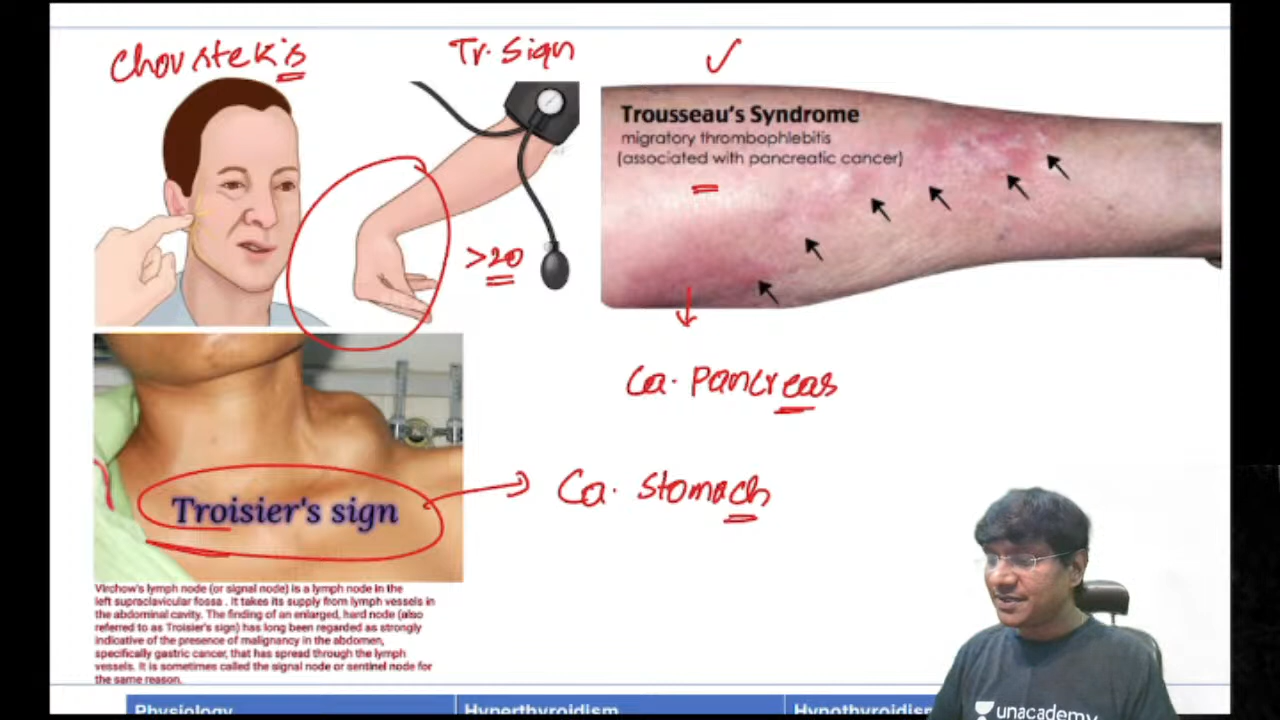 Chovstek's
Tr. Sign
Trousseau's Syndrome
migratory thrombophlebitis
(associated with pancreatic cancer)
>20
Ca. Pancreas
Troisier's sign
Ca. Stomach
Virchow's lymph node (or signal node) is a lymph node in the
left supraclavicular fossa . It takes its supply from lymph vessels in
the abdominal cavity. The finding of an enlarged, hard node (also
referred to as Troisier's sign) has long been regarded as strongly
indicative of the presence of malignancy in the abdomen,
specifically gastric cancer, that has spread through the lymph
vessels. It is sometimes called the signal node or sentinel node for
the same reason.
Physiology
Hyperthyroidism
Hypothyroidism
unacademy